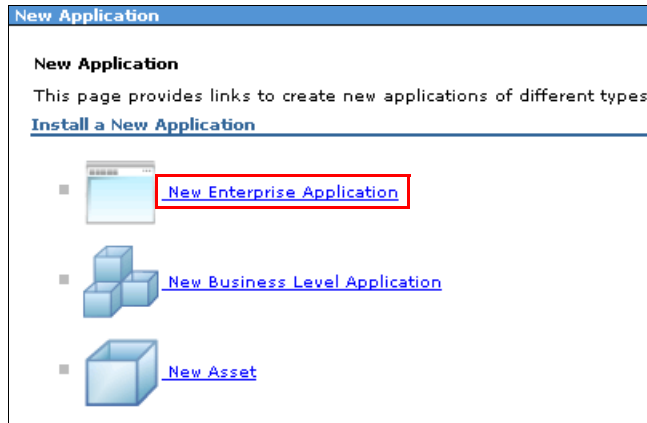 New Application
New Application
This page provides links to create new applications of different types
Install a New Application
New Enterprise Application
New Business Level Application
New Asset